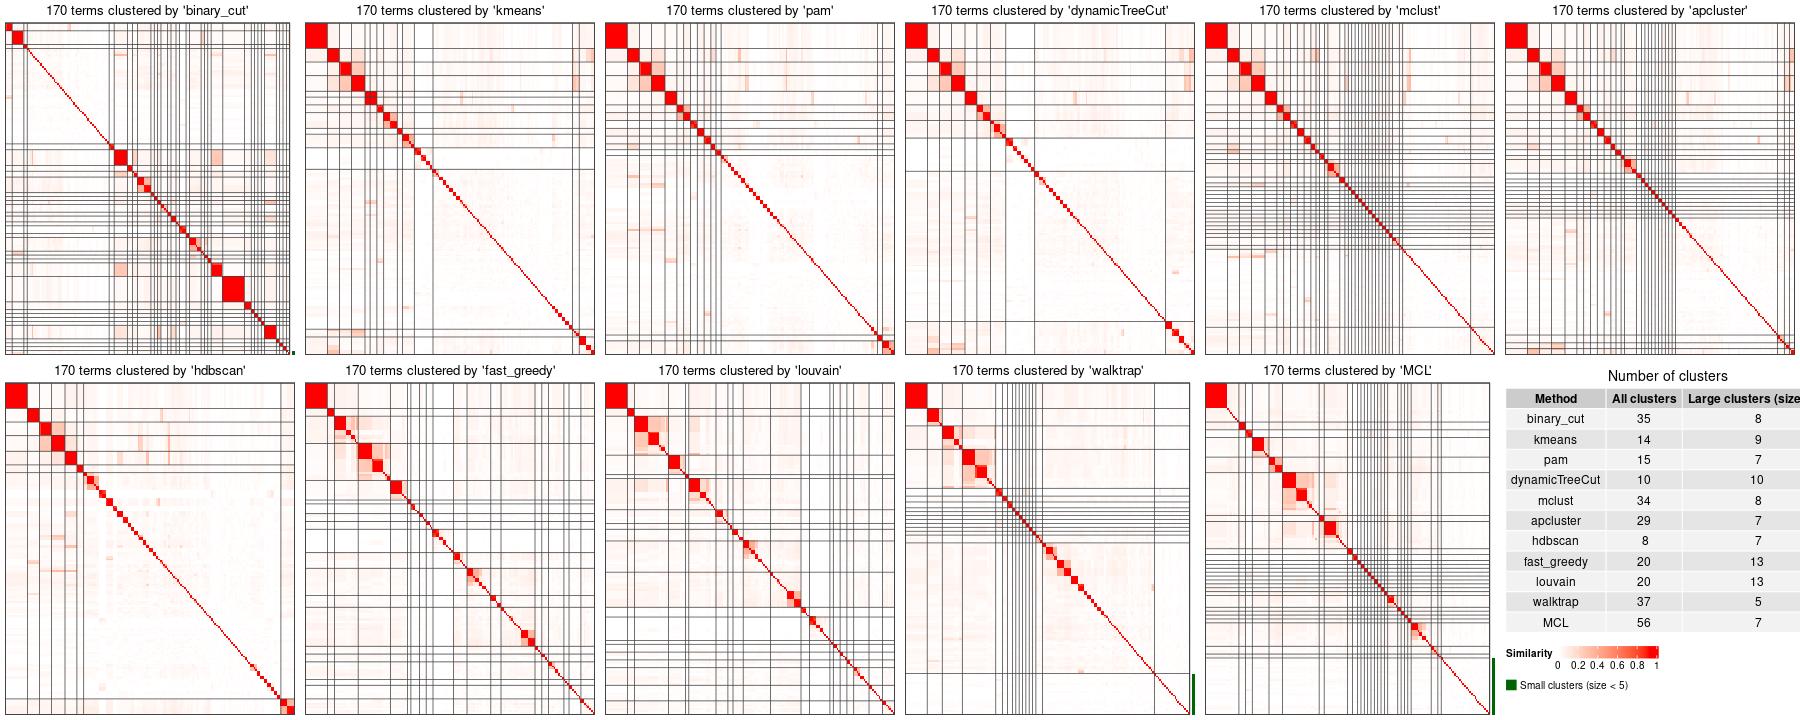 170 terms clustered by 'binary_cut'
170 terms clustered by 'kmeans'
170 terms clustered by 'pam'
170 terms clustered by 'dynamicTreeCut'
170 terms clustered by 'mclust'
170 terms clustered by 'apcluster'
170 terms clustered by 'hdbscan'
170 terms clustered by 'fast_greedy'
170 terms clustered by 'louvain'
170 terms clustered by 'walktrap'
170 terms clustered by 'MCL'
Number of clusters
Method All clusters Large clusters (size
binary_cut 35 8
kmeans 14 9
pam 15 7
dynamicTreeCut 10 10
mclust 34 8
apcluster 29 7
hdbscan 8 7
fast_greedy 20 13
louvain 20 13
walktrap 37 5
MCL 56 7
Similarity
0 0.2 0.4 0.6 0.8 1
Small clusters (size < 5)